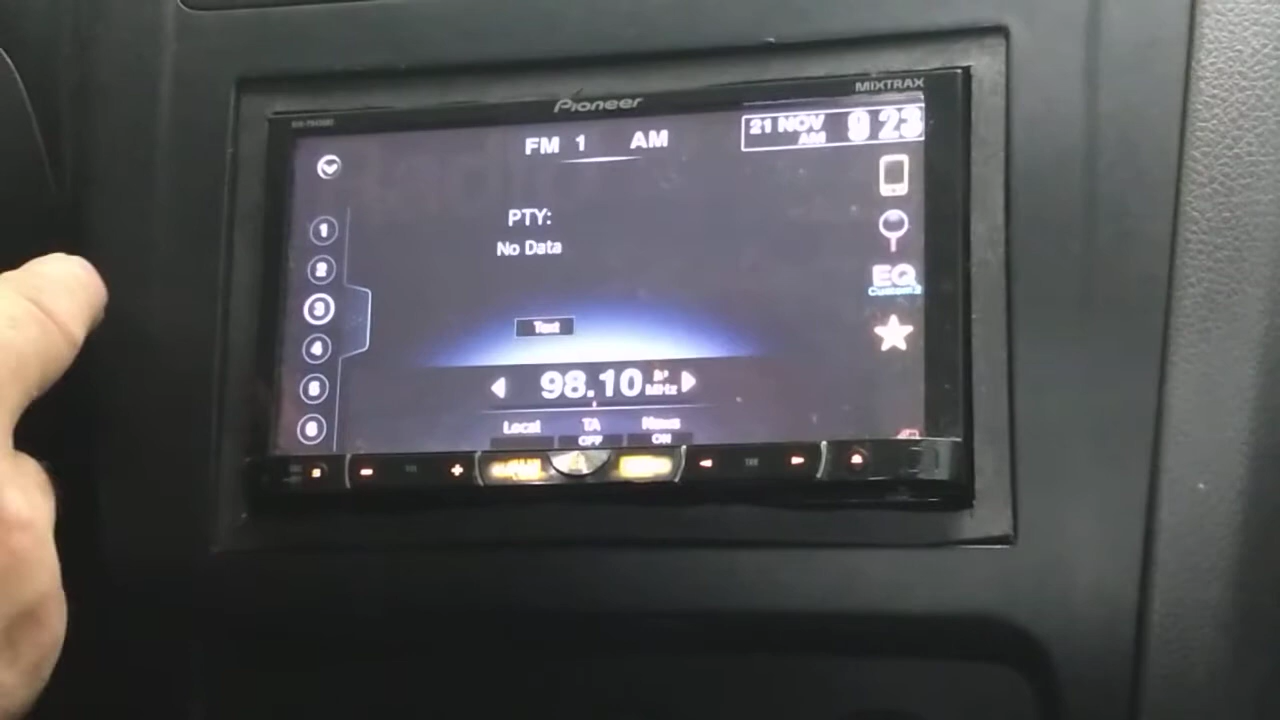 Pioneer
MIXTRAX
FM 1 AM
21 NOV
AM
9 23
PTY:
No Data
1
2
3
4
5
6
EQ
Custom2
Text
98.10 MHz
Local TA News
OFF ON